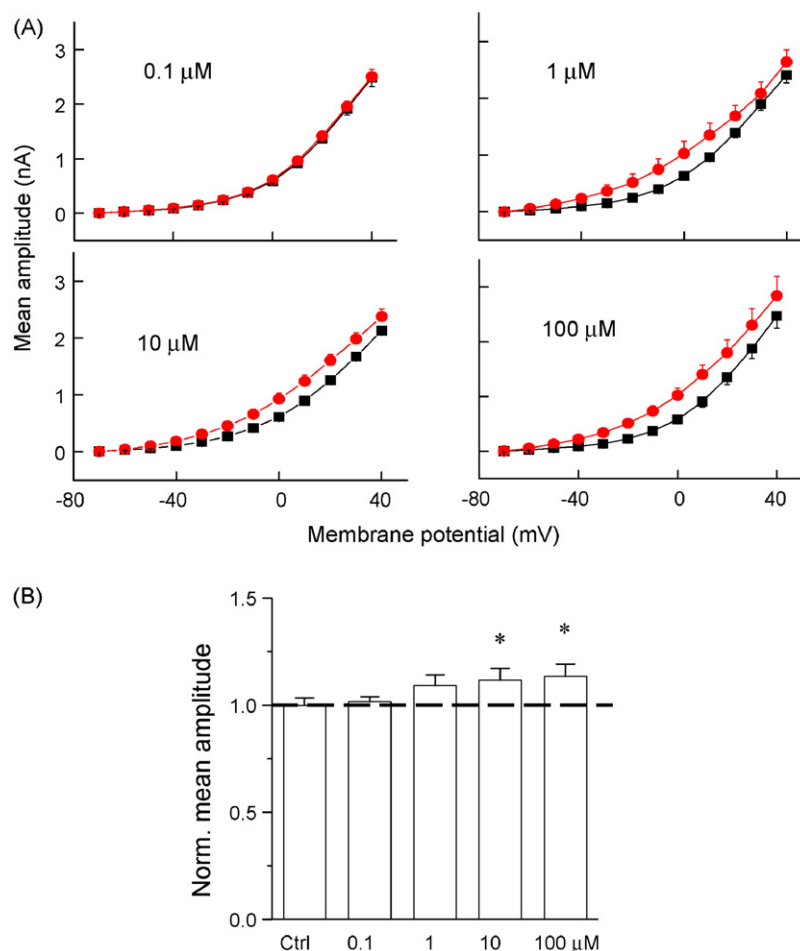 (A)
0.1 μM
1 μM
3
2
1
0
Mean amplitude (nA)
10 μM
100 μM
3
2
1
0
-80
-40
0
40
-80
-40
0
40
Membrane potential (mV)
(B)
Norm. mean amplitude
1.5
*
*
1.0
0.5
0.0
Ctrl 0.1 1 10 100 μM